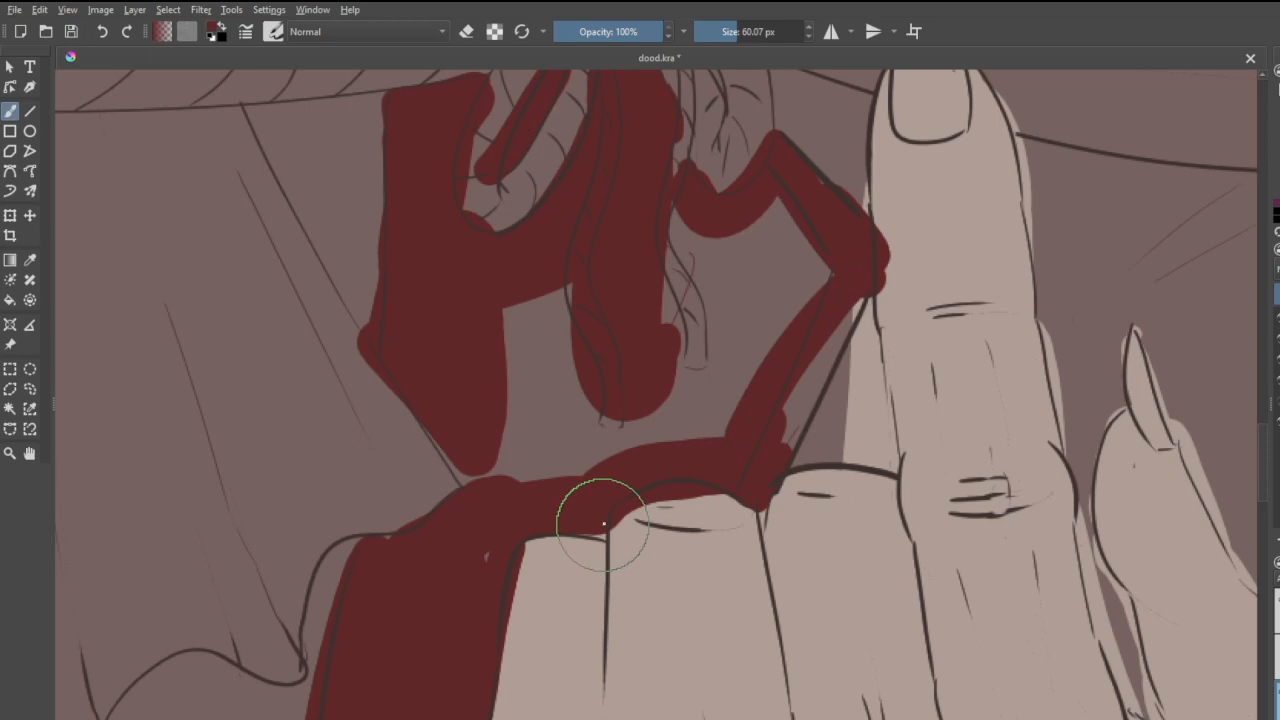 File Edit View Image Layer Select Filter Tools Settings Window Help
Normal Opacity: 100% Size: 60.07 px
dood.kra *